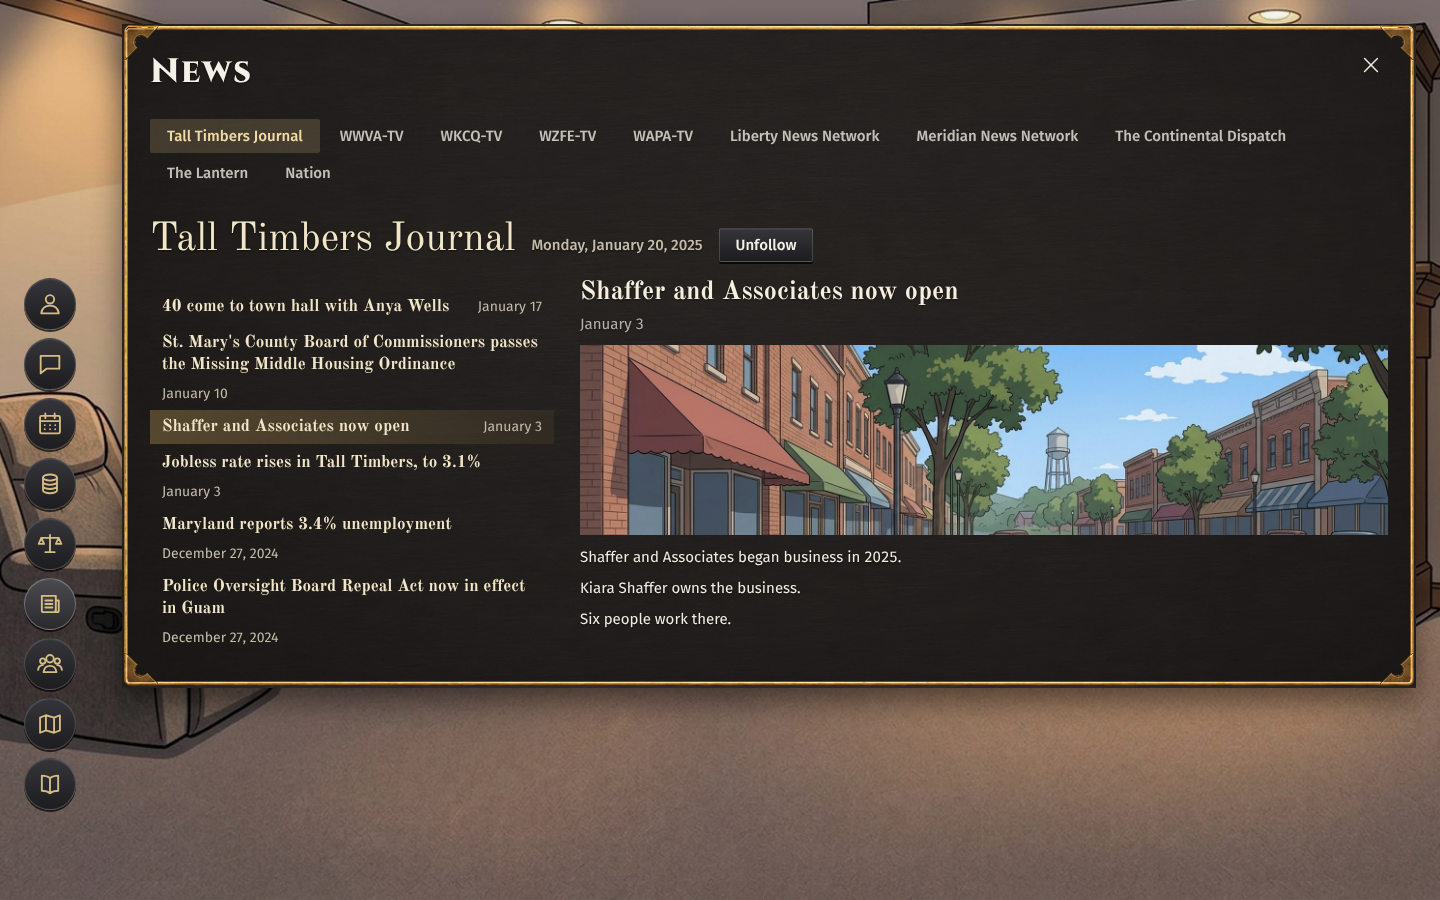 News
Tall Timbers Journal
WWVA-TV
WKCQ-TV
WZFE-TV
WAPA-TV
Liberty News Network
Meridian News Network
The Continental Dispatch
The Lantern
Nation
Tall Timbers Journal
Monday, January 20, 2025
Unfollow
40 come to town hall with Anya Wells
January 17
St. Mary's County Board of Commissioners passes
the Missing Middle Housing Ordinance
January 10
Shaffer and Associates now open
January 3
Jobless rate rises in Tall Timbers, to 3.1%
January 3
Maryland reports 3.4% unemployment
December 27, 2024
Police Oversight Board Repeal Act now in effect
in Guam
December 27, 2024
Shaffer and Associates now open
January 3
Shaffer and Associates began business in 2025.
Kiara Shaffer owns the business.
Six people work there.